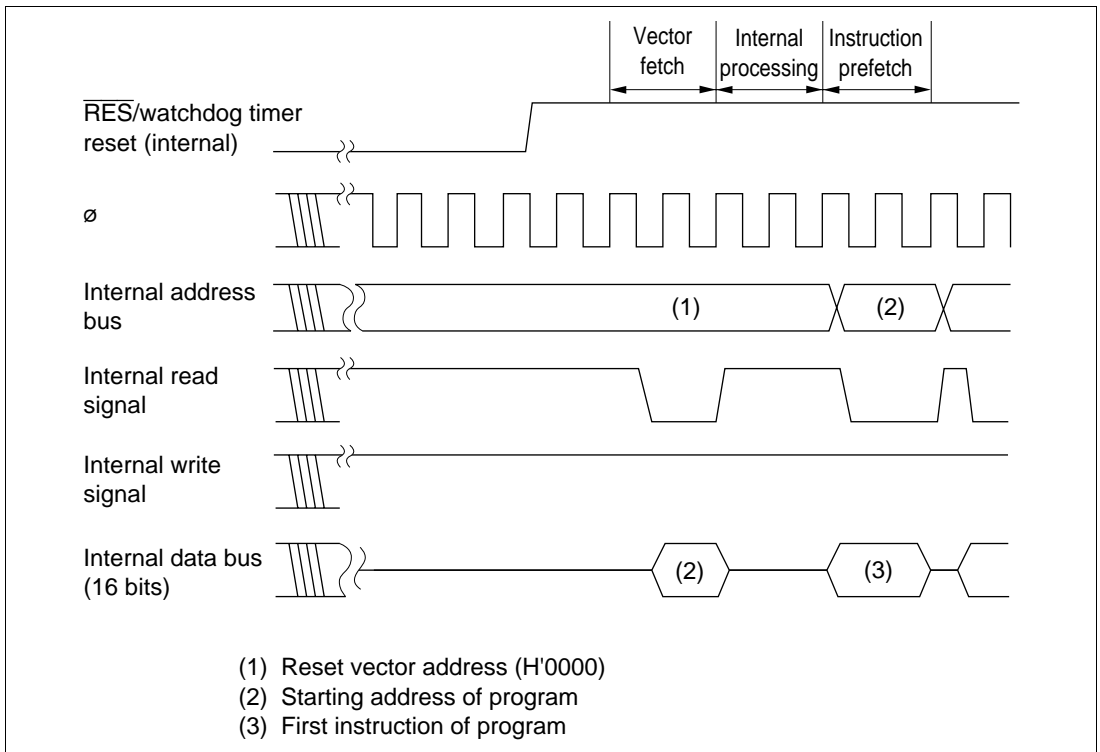 Vector fetch
Internal processing
Instruction prefetch
R̅E̅S̅/watchdog timer
reset (internal)
ø
Internal address
bus
(1)
(2)
Internal read
signal
Internal write
signal
Internal data bus
(16 bits)
(2)
(3)
(1) Reset vector address (H'0000)
(2) Starting address of program
(3) First instruction of program